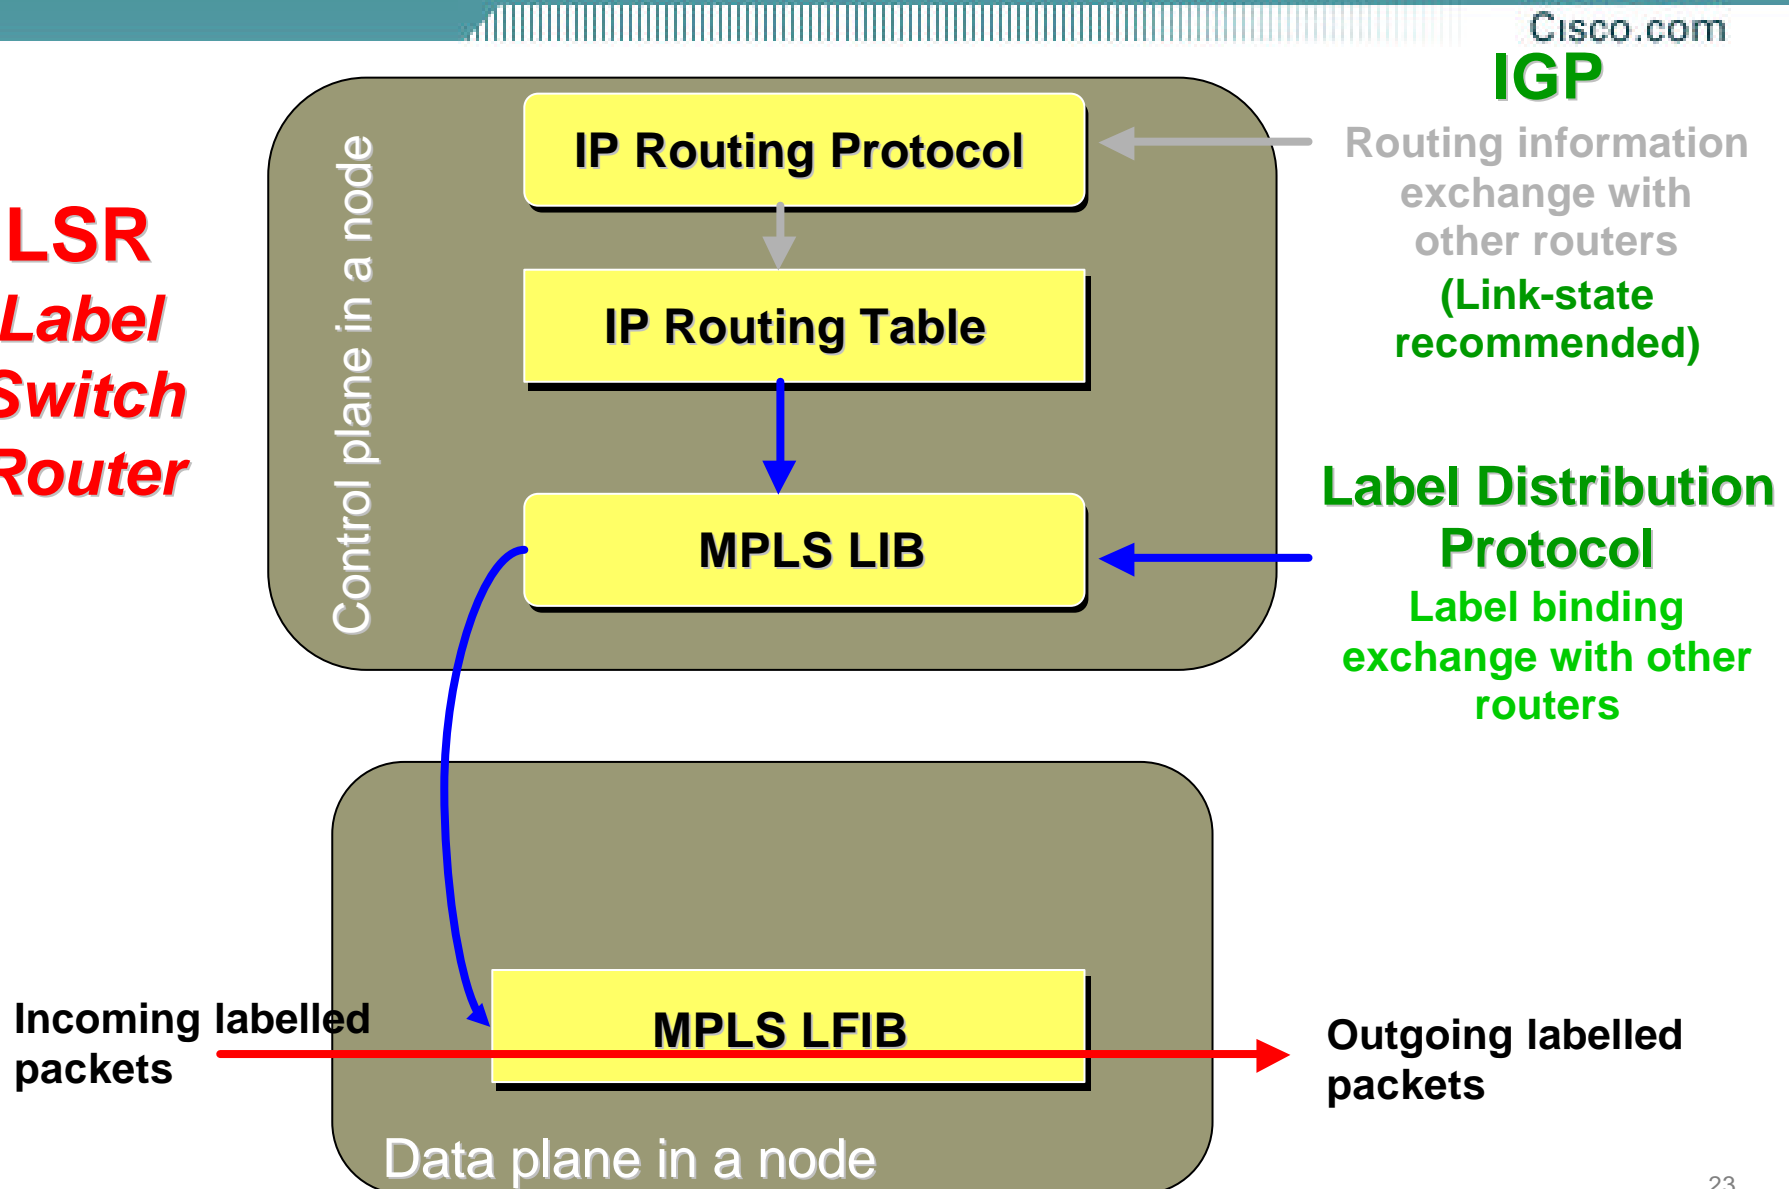 Cisco.com
IGP
Routing information
exchange with
other routers
(Link-state
recommended)
IP Routing Protocol
IP Routing Table
MPLS LIB
Control plane in a node
LSR
Label
Switch
Router
Label Distribution
Protocol
Label binding
exchange with other
routers
Incoming labelled
packets
MPLS LFIB
Outgoing labelled
packets
Data plane in a node
23